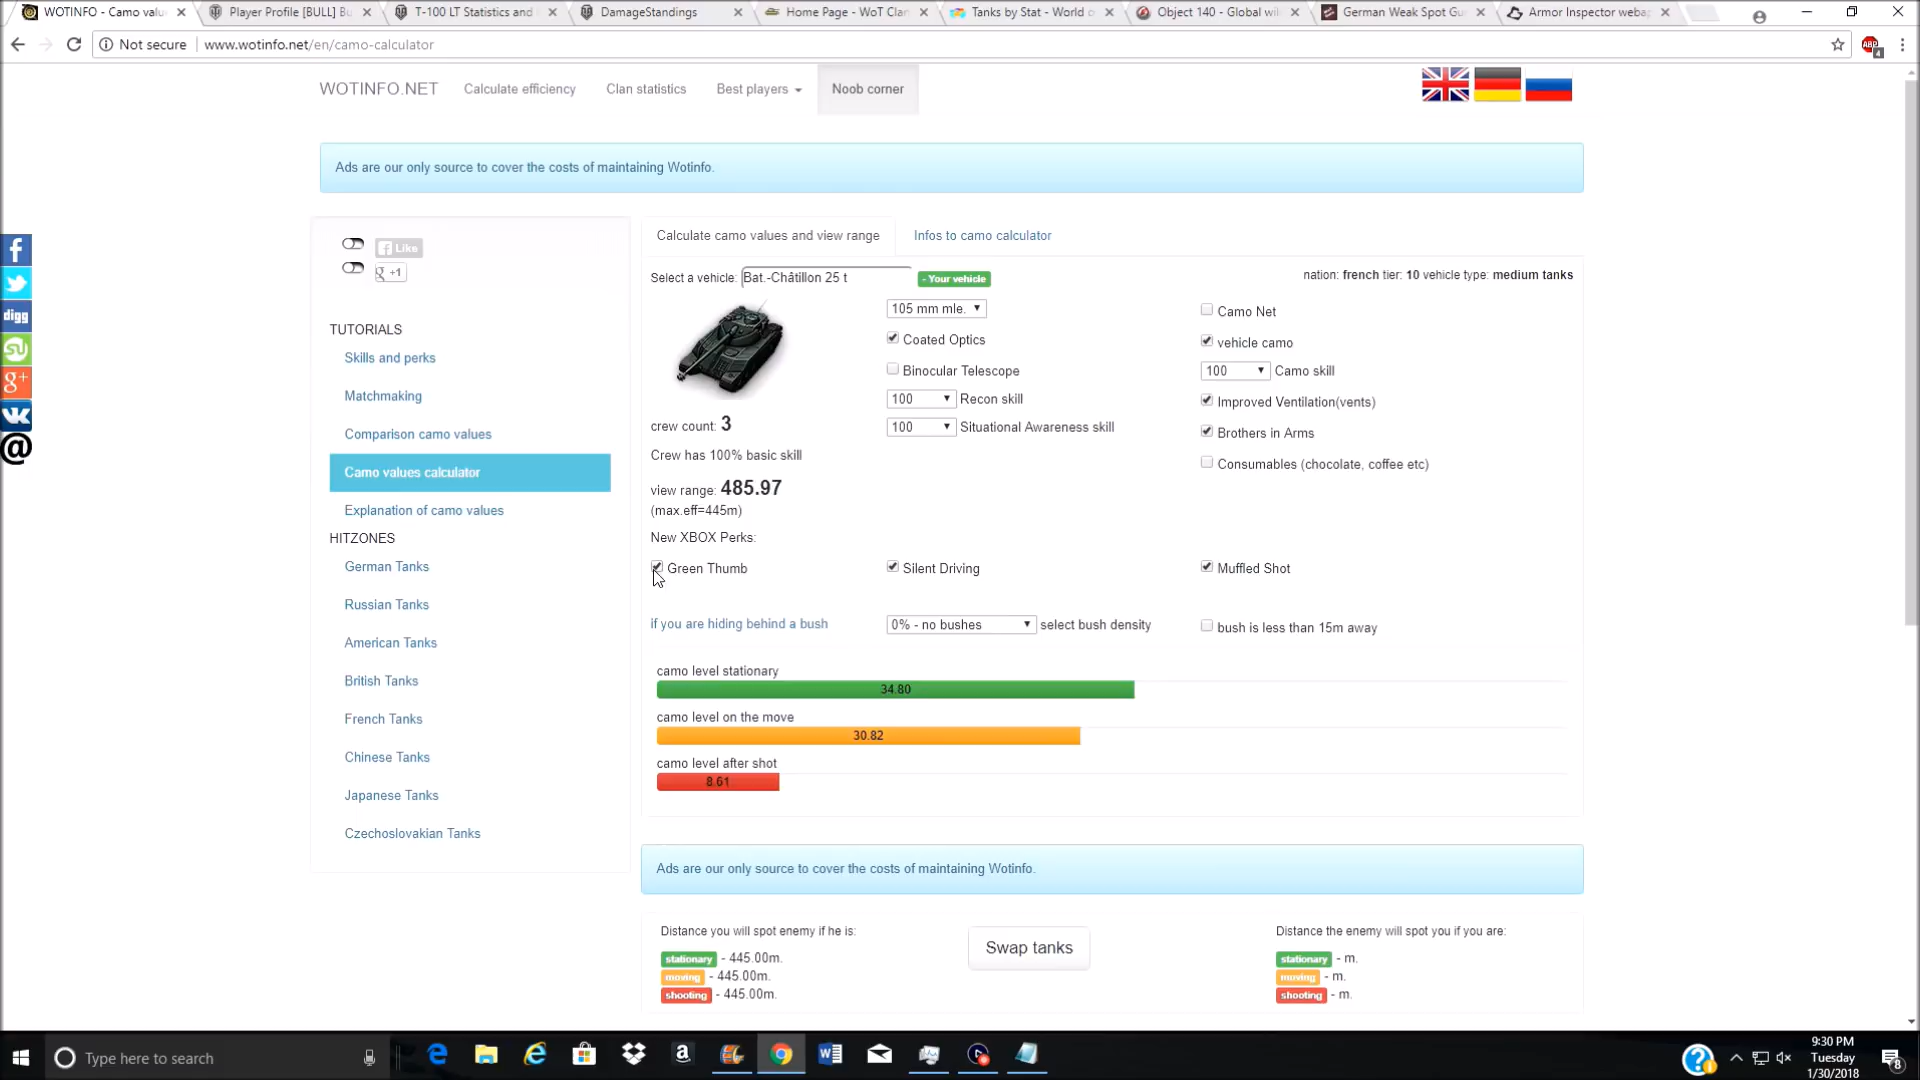 WOTINFO - Camo valu
Player Profile [BULL] Bu
T-100 LT Statistics and
DamageStandings
Home Page - WoT Clan
Tanks by Stat - World o
Object 140 - Global wi
German Weak Spot Gu
Armor Inspector weba
Not secure
www.wotinfo.net/en/camo-calculator
ABP
4
WOTINFO.NET
Calculate efficiency
Clan statistics
Best players
Noob corner
Ads are our only source to cover the costs of maintaining Wotinfo.
Like
g +1
digg
TUTORIALS
Skills and perks
Matchmaking
Comparison camo values
Camo values calculator
Explanation of camo values
HITZONES
German Tanks
Russian Tanks
American Tanks
British Tanks
French Tanks
Chinese Tanks
Japanese Tanks
Czechoslovakian Tanks
Calculate camo values and view range
Infos to camo calculator
Select a vehicle: Bat.-Châtillon 25 t
- Your vehicle
nation: french tier: 10 vehicle type: medium tanks
105 mm mle.
Camo Net
Coated Optics
vehicle camo
Binocular Telescope
100 Camo skill
100 Recon skill
Improved Ventilation(vents)
crew count: 3
100 Situational Awareness skill
Brothers in Arms
Crew has 100% basic skill
Consumables (chocolate, coffee etc)
view range: 485.97
(max.eff=445m)
New XBOX Perks:
Green Thumb
Silent Driving
Muffled Shot
if you are hiding behind a bush
0% - no bushes
select bush density
bush is less than 15m away
camo level stationary
34.80
camo level on the move
30.82
camo level after shot
8.61
Ads are our only source to cover the costs of maintaining Wotinfo.
Distance you will spot enemy if he is:
stationary - 445.00m.
moving - 445.00m.
shooting - 445.00m.
Swap tanks
Distance the enemy will spot you if you are:
stationary - m.
moving - m.
shooting - m.
Type here to search
9:30 PM
Tuesday
1/30/2018
8